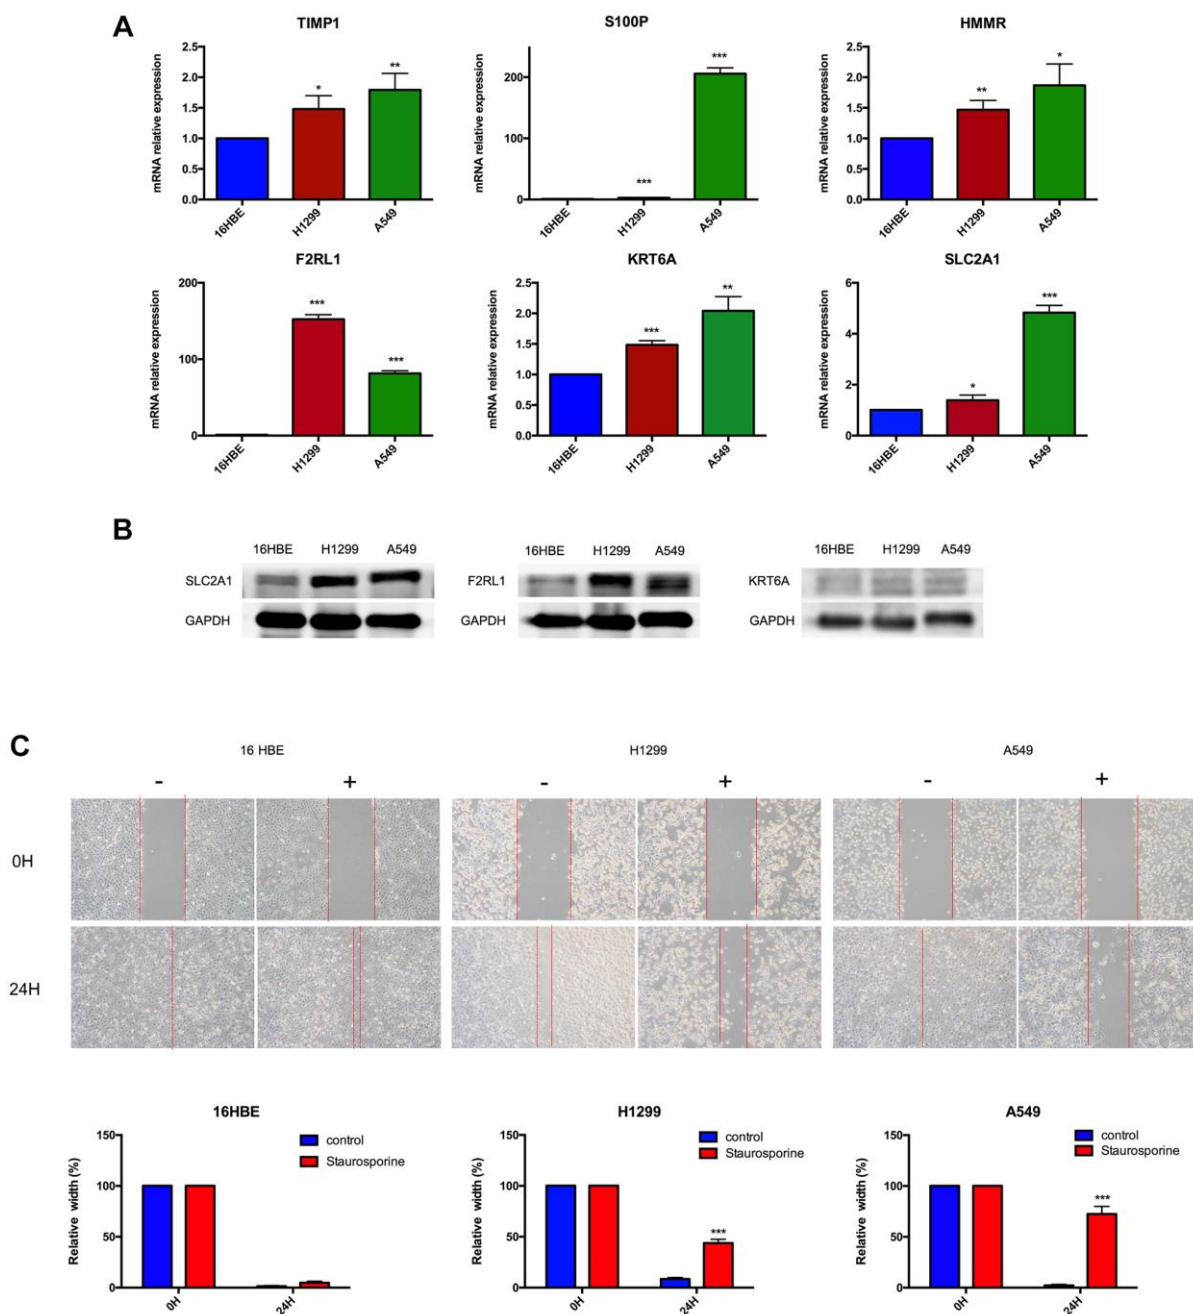 A
TIMP1
mRNA relative expression
2.5
2.0
1.5
1.0
0.5
0.0
*
**
16HBE
H1299
A549
S100P
mRNA relative expression
200
100
0
***
***
16HBE
H1299
A549
HMMR
mRNA relative expression
2.5
2.0
1.5
1.0
0.5
0.0
**
*
16HBE
H1299
A549
F2RL1
mRNA relative expression
200
100
0
***
***
16HBE
H1299
A549
KRT6A
mRNA relative expression
2.5
2.0
1.5
1.0
0.5
0.0
***
**
16HBE
H1299
A549
SLC2A1
mRNA relative expression
6
4
2
0
*
***
16HBE
H1299
A549
B
16HBE H1299 A549
SLC2A1
GAPDH
16HBE H1299 A549
F2RL1
GAPDH
16HBE H1299 A549
KRT6A
GAPDH
C
16 HBE H1299 A549
- + - + - +
0H
24H
16HBE
Relative width (%)
150
100
50
0
control
Staurosporine
0H
24H
H1299
Relative width (%)
150
100
50
0
control
Staurosporine
***
0H
24H
A549
Relative width (%)
150
100
50
0
control
Staurosporine
***
0H
24H